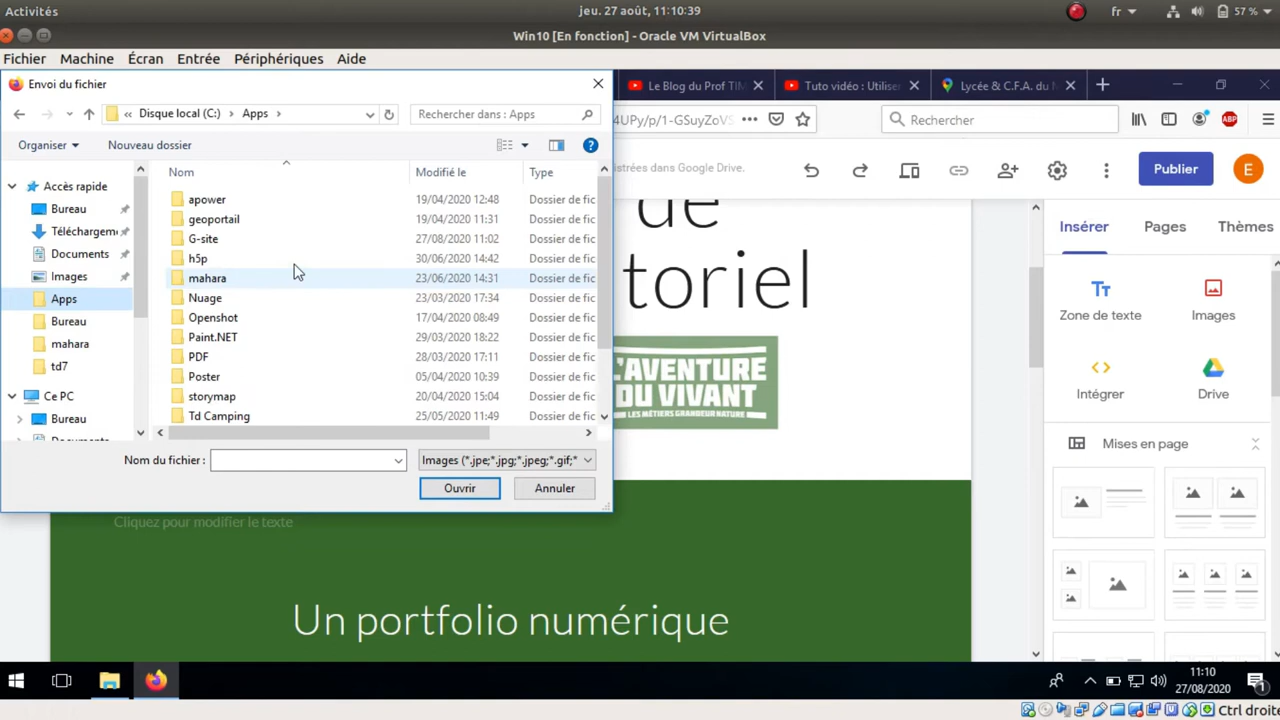 Activités
jeu. 27 août, 11:10:39
fr
57 %
Win10 [En fonction] - Oracle VM VirtualBox
Fichier Machine Écran Entrée Périphériques Aide
Envoi du fichier
Le Blog du Prof TIM
Tuto vidéo : Utilise
Lycée & C.F.A. du M
« Disque local (C:) › Apps ›
Rechercher dans : Apps
4UPy/p/1-GSuyZoVS
Rechercher
ABP
Organiser
Nouveau dossier
istrées dans Google Drive.
Publier
E
Nom
Modifié le
Type
Accès rapide
Bureau
Téléchargem
Documents
Images
Apps
Bureau
mahara
td7
Ce PC
Bureau
Documents
apower 19/04/2020 12:48 Dossier de fic
geoportail 19/04/2020 11:31 Dossier de fic
G-site 27/08/2020 11:02 Dossier de fic
h5p 30/06/2020 14:42 Dossier de fic
mahara 23/06/2020 14:31 Dossier de fic
Nuage 23/03/2020 17:34 Dossier de fic
Openshot 17/04/2020 08:49 Dossier de fic
Paint.NET 29/03/2020 18:22 Dossier de fic
PDF 28/03/2020 17:11 Dossier de fic
Poster 05/04/2020 10:39 Dossier de fic
storymap 20/04/2020 15:04 Dossier de fic
Td Camping 25/05/2020 11:49 Dossier de fic
Nom du fichier :
Images (*.jpe;*.jpg;*.jpeg;*.gif;*
Ouvrir
Annuler
de
toriel
L'AVENTURE
DU VIVANT
LES MÉTIERS GRANDEUR NATURE
Cliquez pour modifier le texte
Un portfolio numérique
Insérer
Pages
Thèmes
Zone de texte
Images
Intégrer
Drive
Mises en page
11:10
27/08/2020
1
Ctrl droite